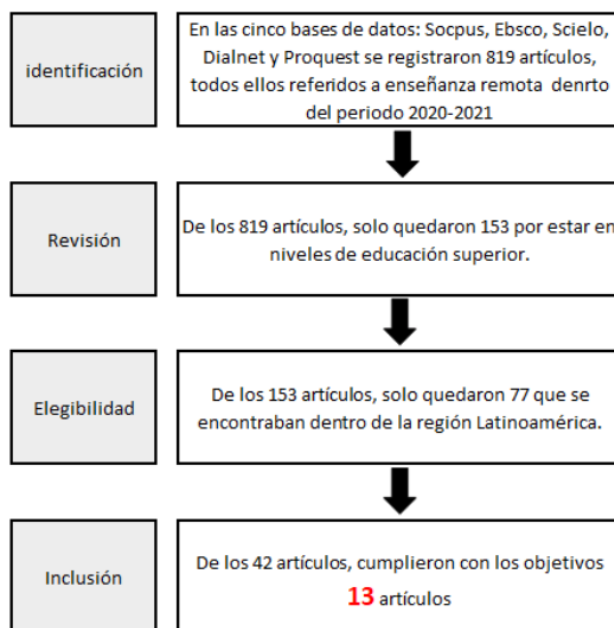 identificación
En las cinco bases de datos: Socpus, Ebsco, Scielo,
Dialnet y Proquest se registraron 819 artículos,
todos ellos referidos a enseñanza remota denrto
del periodo 2020-2021
Revisión
De los 819 artículos, solo quedaron 153 por estar en
niveles de educación superior.
Elegibilidad
De los 153 artículos, solo quedaron 77 que se
encontraban dentro de la región Latinoamérica.
Inclusión
De los 42 artículos, cumplieron con los objetivos
13 artículos